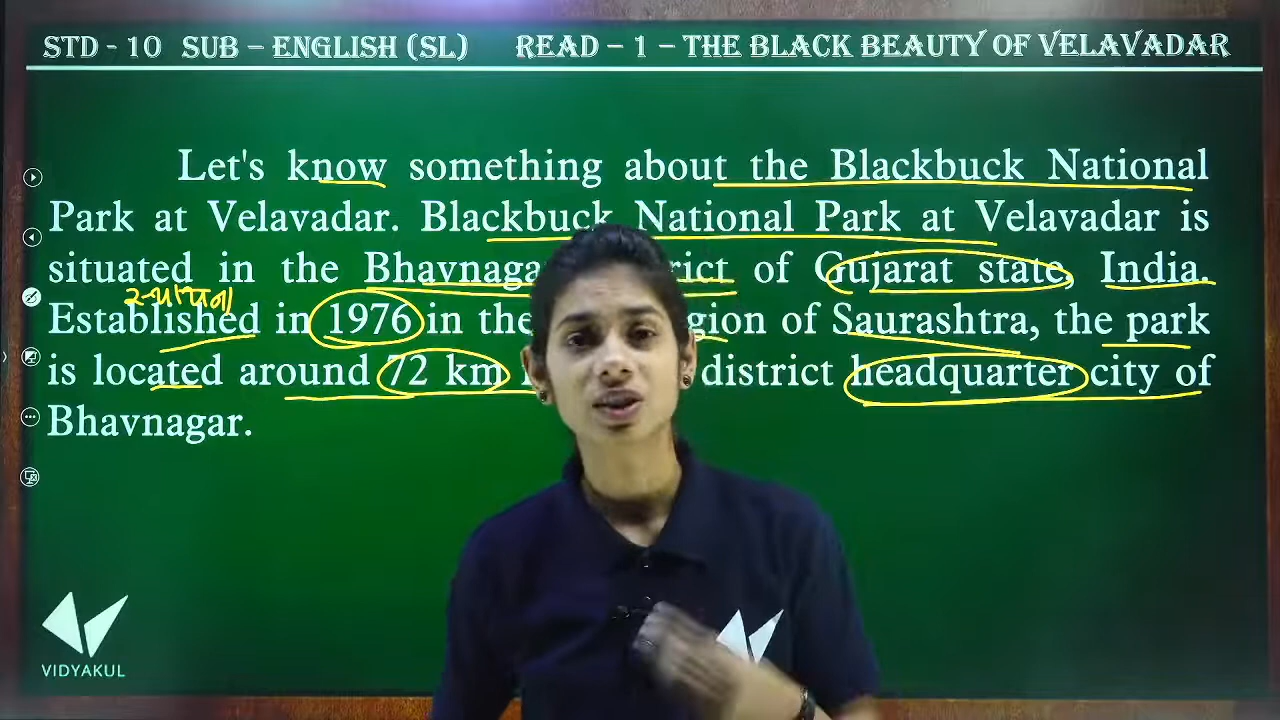 STD - 10 SUB – ENGLISH (SL) READ – 1 – THE BLACK BEAUTY OF VELAVADAR
Let's know something about the Blackbuck National
Park at Velavadar. Blackbuck National Park at Velavadar is
situated in the Bhavnaga rict of Gujarat state, India.
સ્થાપના
Established in 1976 in the gion of Saurashtra, the park
is located around 72 km district headquarter city of
Bhavnagar.
VIDYAKUL